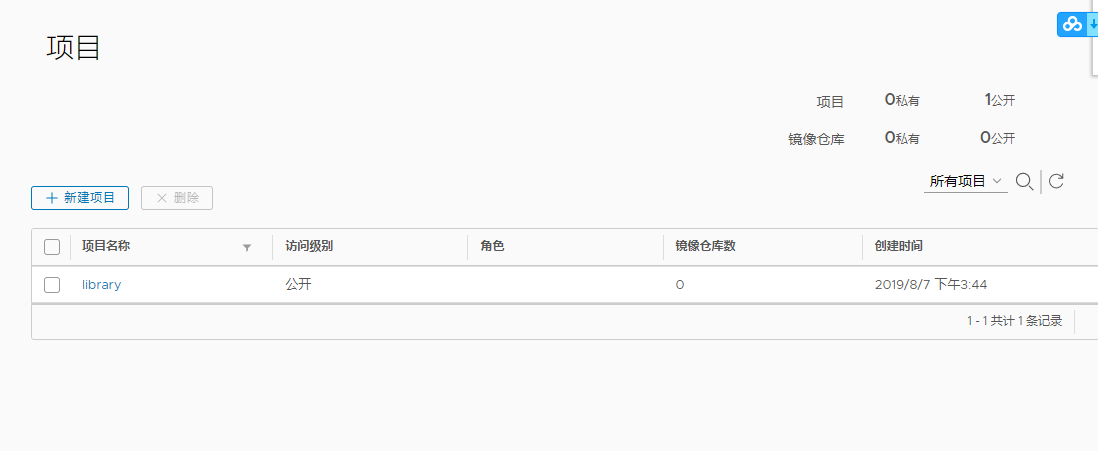 项目
项目 0私有 1公开
镜像仓库 0私有 0公开
所有项目
新建项目 删除
项目名称 访问级别 角色 镜像仓库数 创建时间
library 公开 0 2019/8/7 下午3:44
1 - 1 共计 1 条记录